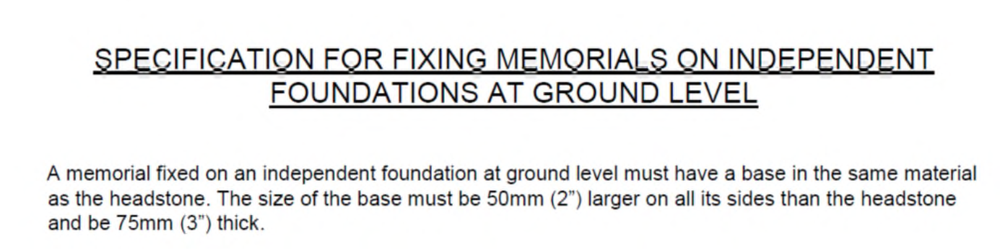 SPECIFICATION FOR FIXING MEMORIALS ON INDEPENDENT
FOUNDATIONS AT GROUND LEVEL
A memorial fixed on an independent foundation at ground level must have a base in the same material
as the headstone. The size of the base must be 50mm (2”) larger on all its sides than the headstone
and be 75mm (3”) thick.